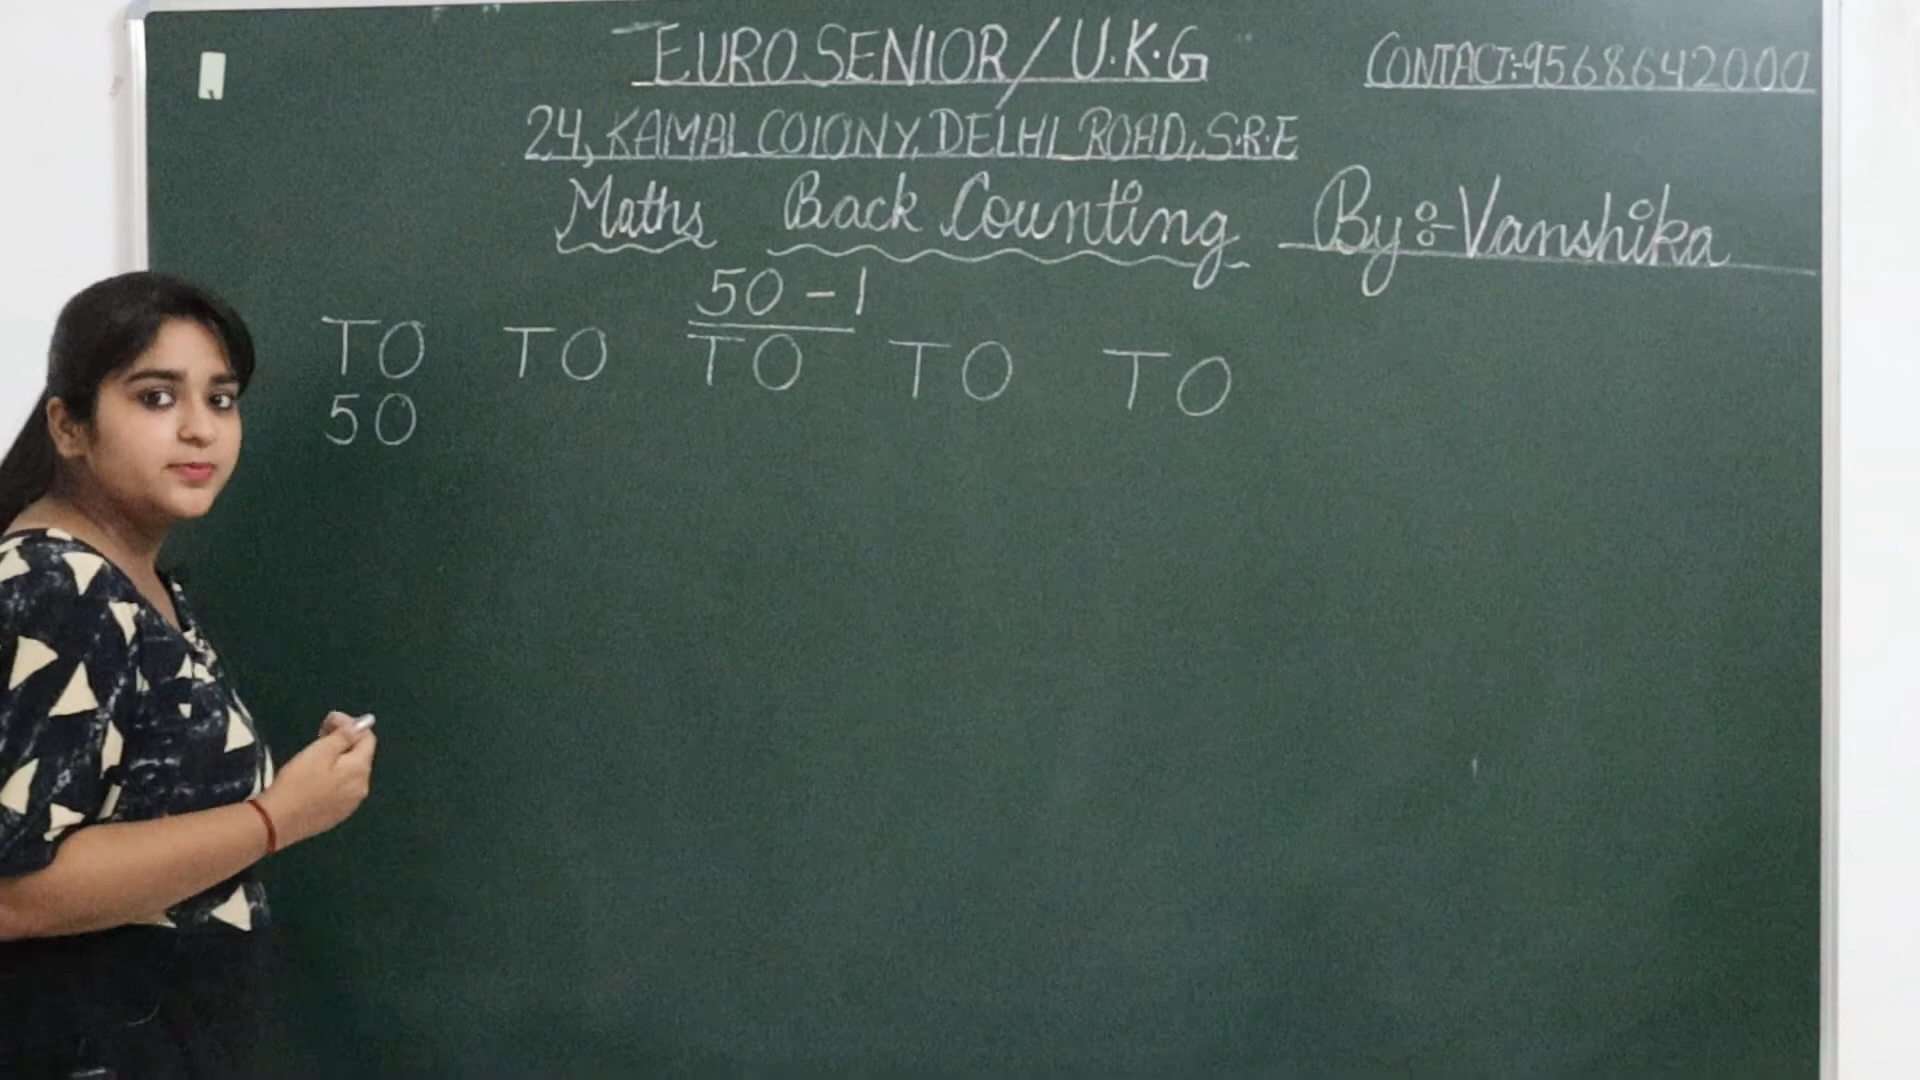 EURO SENIOR/U.K.G
CONTACT:-9568642000
24, KAMAL COLONY, DELHI ROAD, S.R.E
Maths Back Counting By:-Vanshika
50-1
TO TO TO TO TO
50